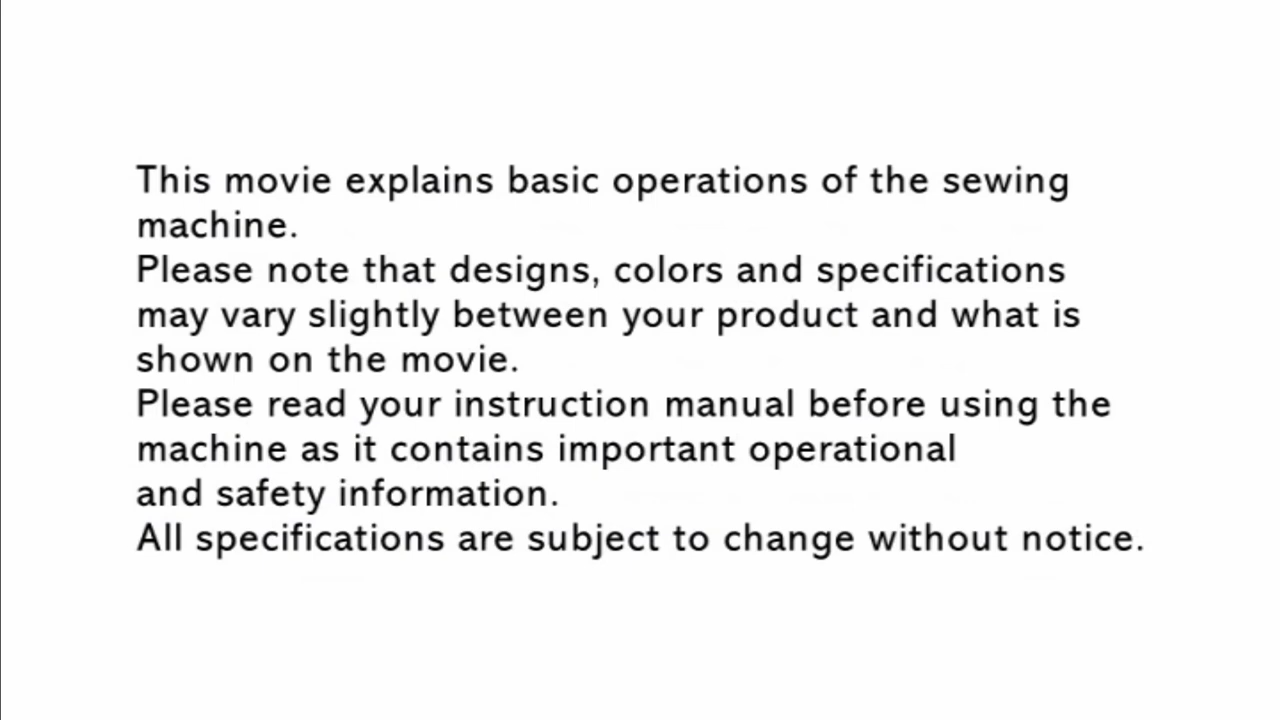 This movie explains basic operations of the sewing
machine.
Please note that designs, colors and specifications
may vary slightly between your product and what is
shown on the movie.
Please read your instruction manual before using the
machine as it contains important operational
and safety information.
All specifications are subject to change without notice.